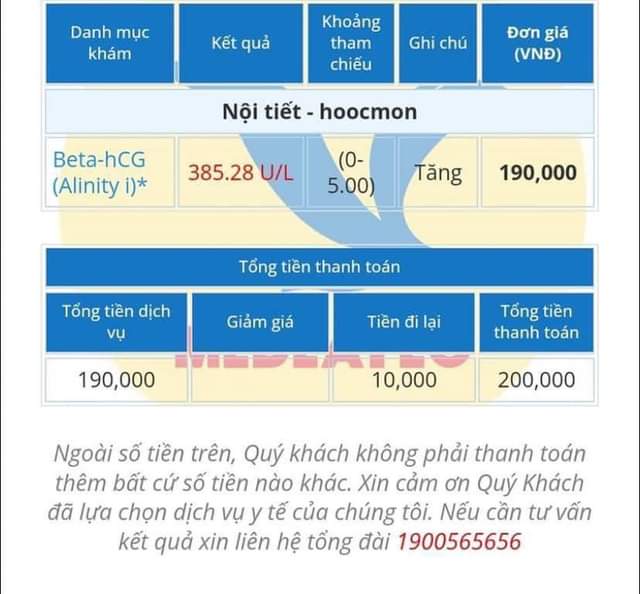 Danh mục khám
Kết quả
Khoảng tham chiếu
Ghi chú
Đơn giá (VNĐ)
Nội tiết - hoocmon
Beta-hCG (Alinity i)*
385.28 U/L
(0-5.00)
Tăng
190,000
Tổng tiền thanh toán
Tổng tiền dịch vụ
Giảm giá
Tiền đi lại
Tổng tiền thanh toán
MEDLATEC
190,000
10,000
200,000
Ngoài số tiền trên, Quý khách không phải thanh toán
thêm bất cứ số tiền nào khác. Xin cảm ơn Quý Khách
đã lựa chọn dịch vụ y tế của chúng tôi. Nếu cần tư vấn
kết quả xin liên hệ tổng đài 1900565656